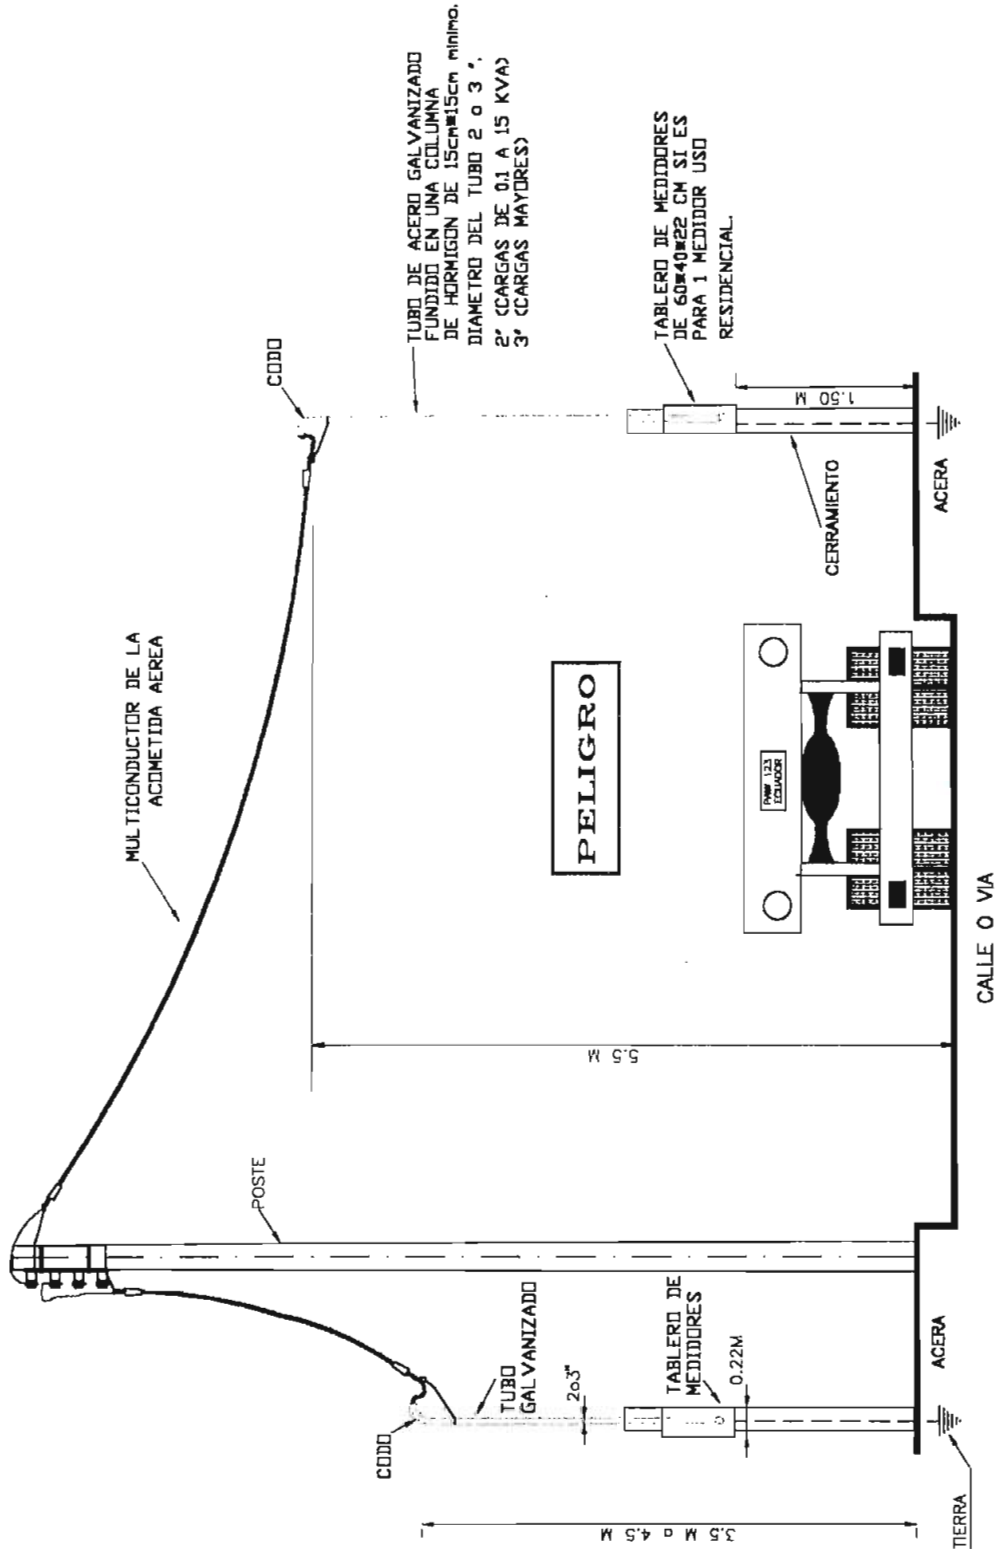 MULTICONDUCTOR DE LA
ACOMETIDA AEREA
CODO
TUBO DE ACERO GALVANIZADO
FUNDIDO EN UNA COLUMNA
DE HORMIGON DE 15cm*15cm minimo.
DIAMETRO DEL TUBO 2 o 3 ".
2" (CARGAS DE 0.1 A 15 KVA)
3" (CARGAS MAYORES)
POSTE
CODO
TUBO
GALVANIZADO
2o3"
3.5 M a 4.5 M
5.5 M
PELIGRO
TABLERO DE MEDIDORES
DE 60*40*22 CM SI ES
PARA 1 MEDIDOR USO
RESIDENCIAL.
TABLERO DE
MEDIDORES
0.22M
PWW 123
ECUADOR
1.50 M
CERRAMIENTO
TIERRA
ACERA
ACERA
CALLE O VIA